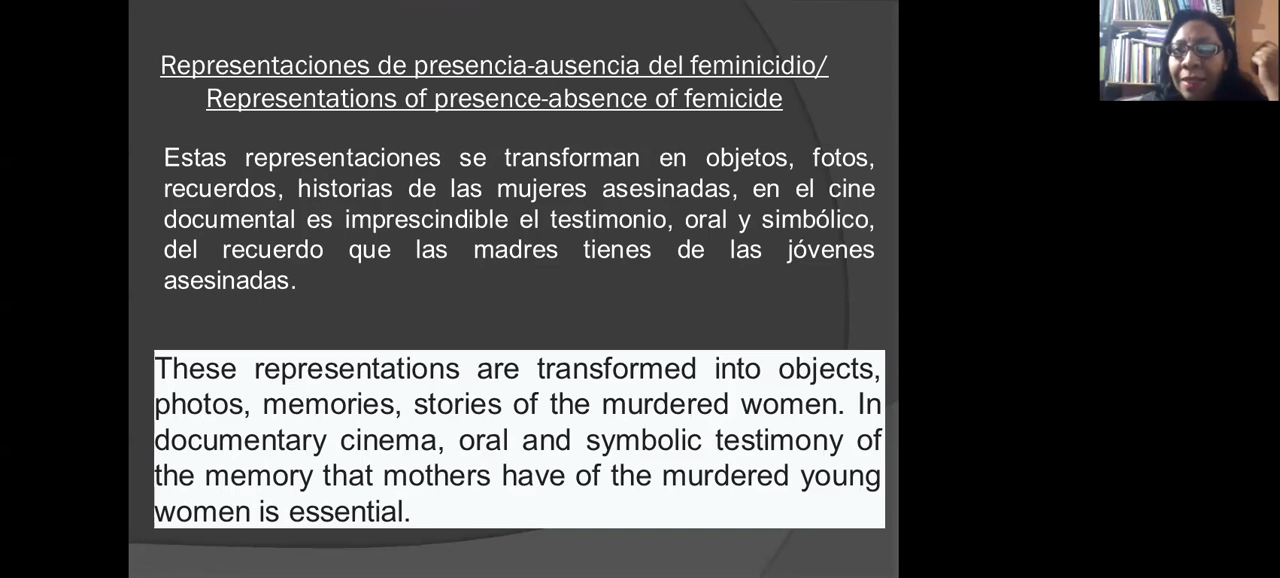 Representaciones de presencia-ausencia del feminicidio/
Representations of presence-absence of femicide
Estas representaciones se transforman en objetos, fotos,
recuerdos, historias de las mujeres asesinadas, en el cine
documental es imprescindible el testimonio, oral y simbólico,
del recuerdo que las madres tienes de las jóvenes
asesinadas.
These representations are transformed into objects,
photos, memories, stories of the murdered women. In
documentary cinema, oral and symbolic testimony of
the memory that mothers have of the murdered young
women is essential.